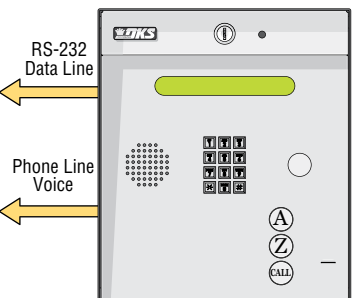 DKS
RS-232
Data Line
Phone Line
Voice
A
Z
CALL